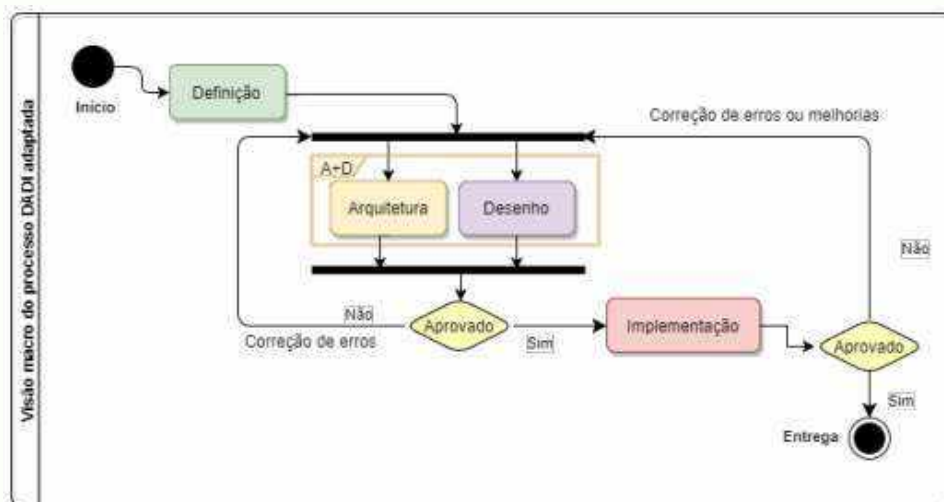 Visão macro do processo DADI adaptada
Início
Definição
Correção de erros ou melhorias
A+D
Arquitetura
Desenho
Não
Não
Correção de erros
Aprovado
Sim
Implementação
Aprovado
Sim
Entrega